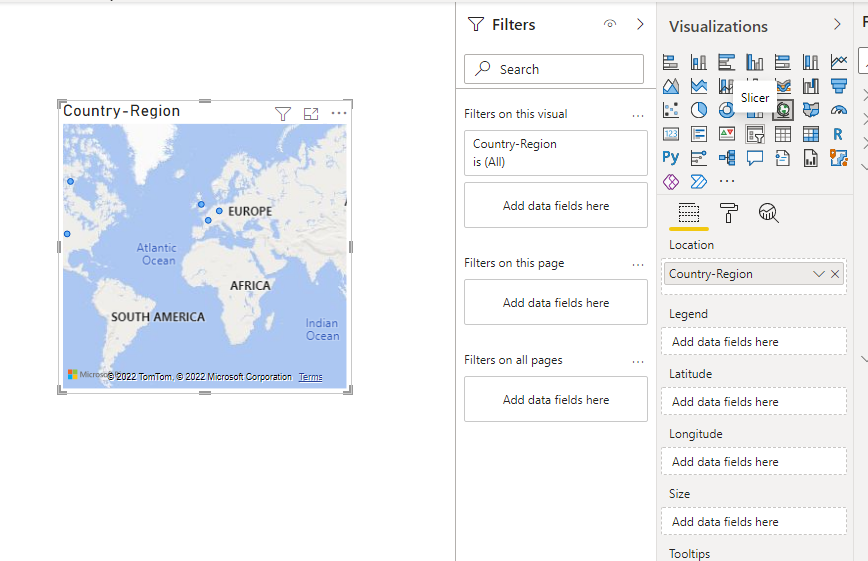 Country-Region
EUROPE
Atlantic
Ocean
AFRICA
SOUTH AMERICA
Indian
Ocean
© 2022 TomTom, © 2022 Microsoft Corporation Terms
Filters
Search
Filters on this visual
...
Country-Region
is (All)
Add data fields here
Filters on this page
...
Add data fields here
Filters on all pages
...
Add data fields here
Visualizations
Slicer
123
R
Py
...
Location
Country-Region
Legend
Add data fields here
Latitude
Add data fields here
Longitude
Add data fields here
Size
Add data fields here
Tooltips